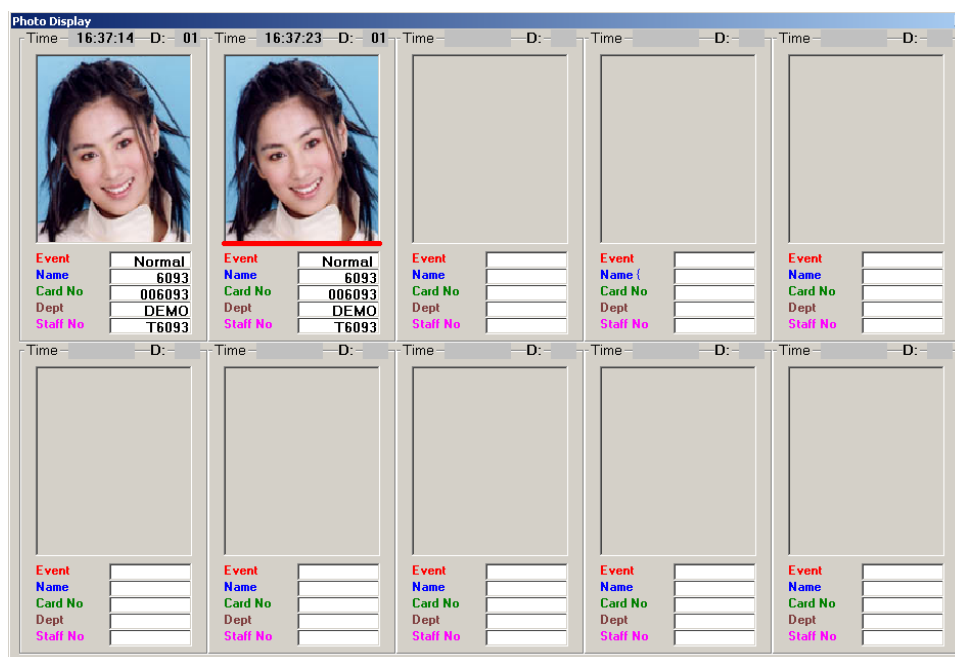 Photo Display
Time 16:37:14 D: 01 Time 16:37:23 D: 01 Time D: Time D: Time D:
Event Normal Event Normal Event Event Event
Name 6093 Name 6093 Name Name { Name
Card No 006093 Card No 006093 Card No Card No Card No
Dept DEMO Dept DEMO Dept Dept Dept
Staff No T6093 Staff No T6093 Staff No Staff No Staff No
Time D: Time D: Time D: Time D: Time D:
Event Event Event Event Event
Name Name Name Name Name
Card No Card No Card No Card No Card No
Dept Dept Dept Dept Dept
Staff No Staff No Staff No Staff No Staff No